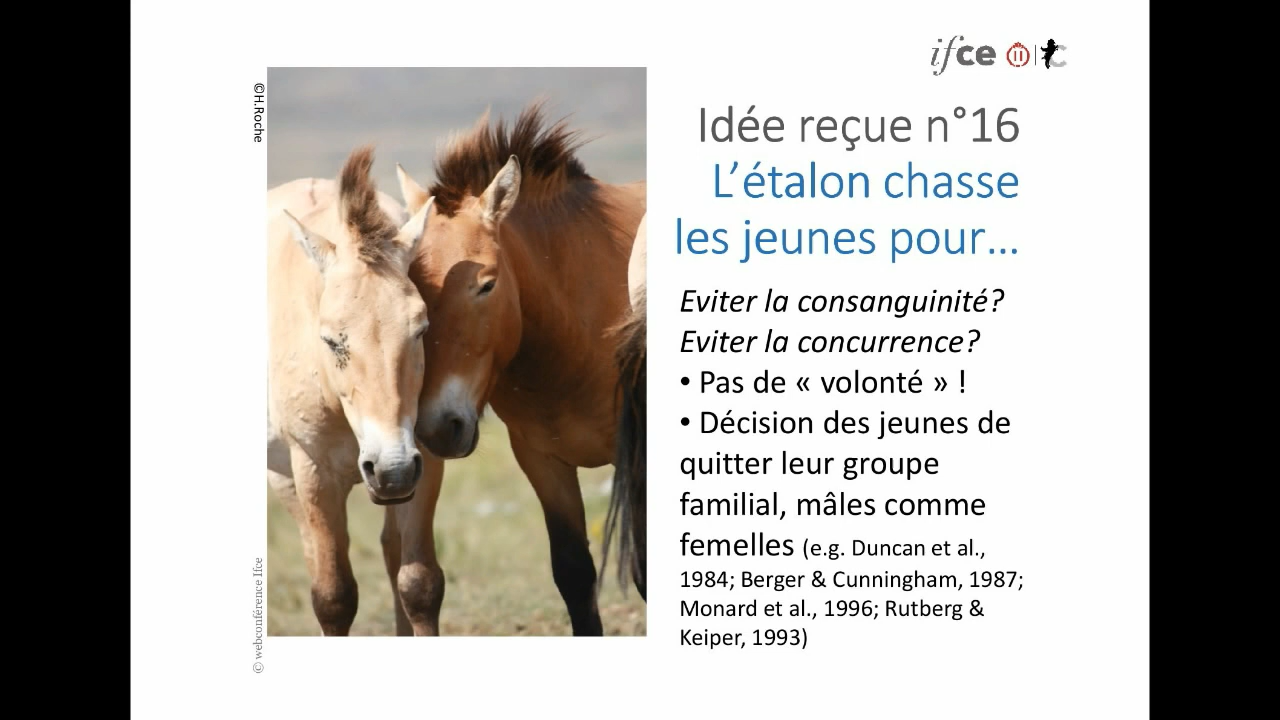 ifce
©H.Roche
Idée reçue n°16
L’étalon chasse
les jeunes pour…
Eviter la consanguinité?
Eviter la concurrence?
• Pas de « volonté » !
• Décision des jeunes de
quitter leur groupe
familial, mâles comme
femelles (e.g. Duncan et al.,
1984; Berger & Cunningham, 1987;
Monard et al., 1996; Rutberg &
Keiper, 1993)
© webconférence Ifce